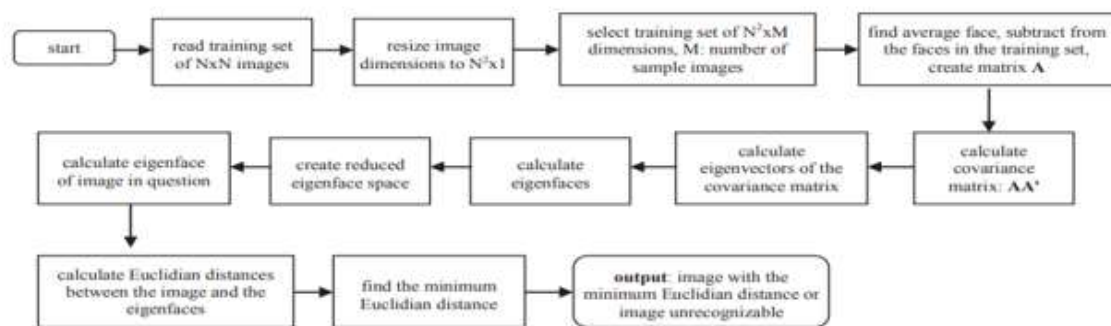 start
read training set
of NxN images
resize image
dimensions to N²x1
select training set of N²xM
dimensions, M: number of
sample images
find average face, subtract from
the faces in the training set,
create matrix A
calculate
covariance
matrix: AA'
calculate
eigenvectors of the
covariance matrix
calculate
eigenfaces
create reduced
eigenface space
calculate eigenface
of image in question
calculate Euclidian distances
between the image and the
eigenfaces
find the minimum
Euclidian distance
output: image with the
minimum Euclidian distance or
image unrecognizable